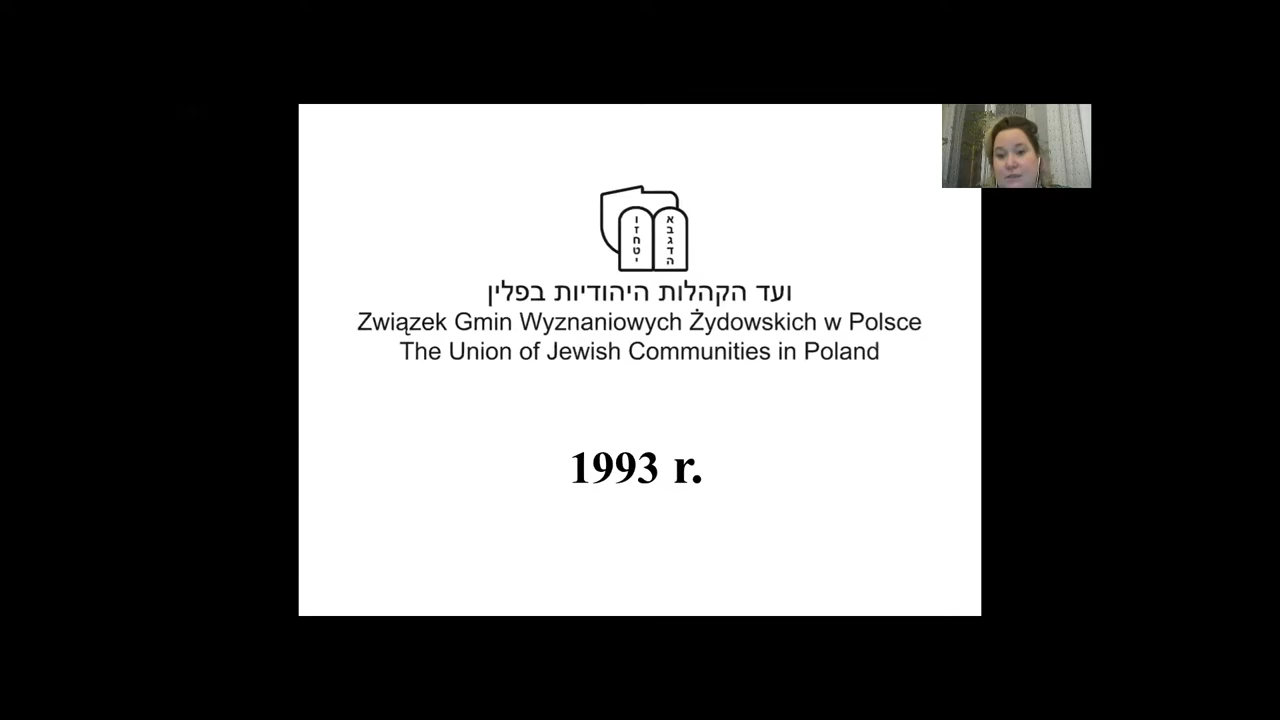 א
ב
ג
ד
ה
ו
ז
ח
ט
י
ועד הקהלות היהודיות בפלין
Związek Gmin Wyznaniowych Żydowskich w Polsce
The Union of Jewish Communities in Poland
1993 r.